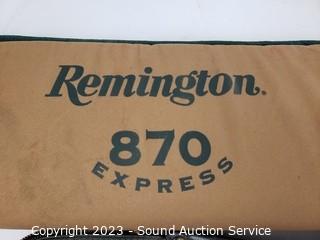 Remington.
870
EXPRESS
Copyright 2023 - Sound Auction Service